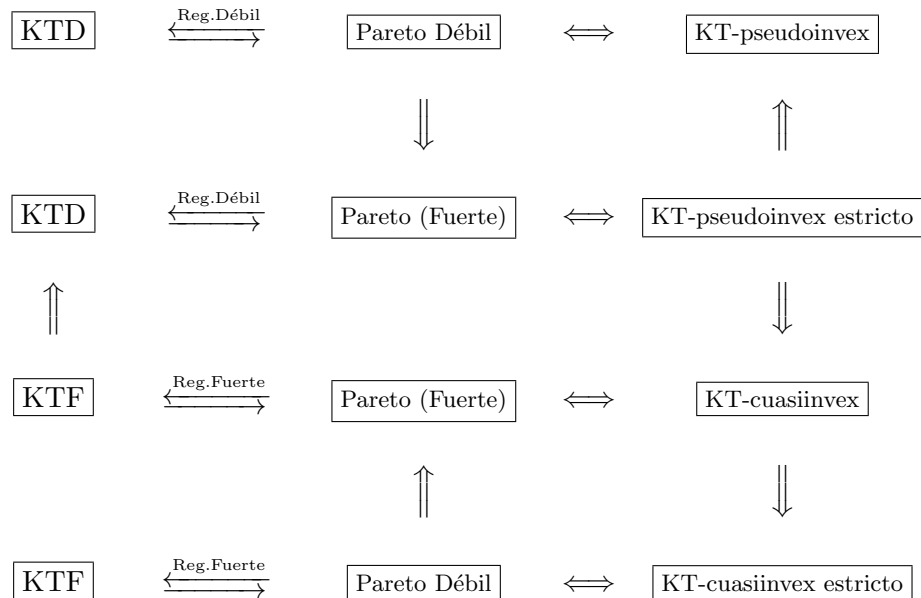 Reg.Débil
KTD Pareto Débil KT-pseudoinvex
Reg.Débil
KTD Pareto (Fuerte) KT-pseudoinvex estricto
Reg.Fuerte
KTF Pareto (Fuerte) KT-cuasiinvex
Reg.Fuerte
KTF Pareto Débil KT-cuasiinvex estricto